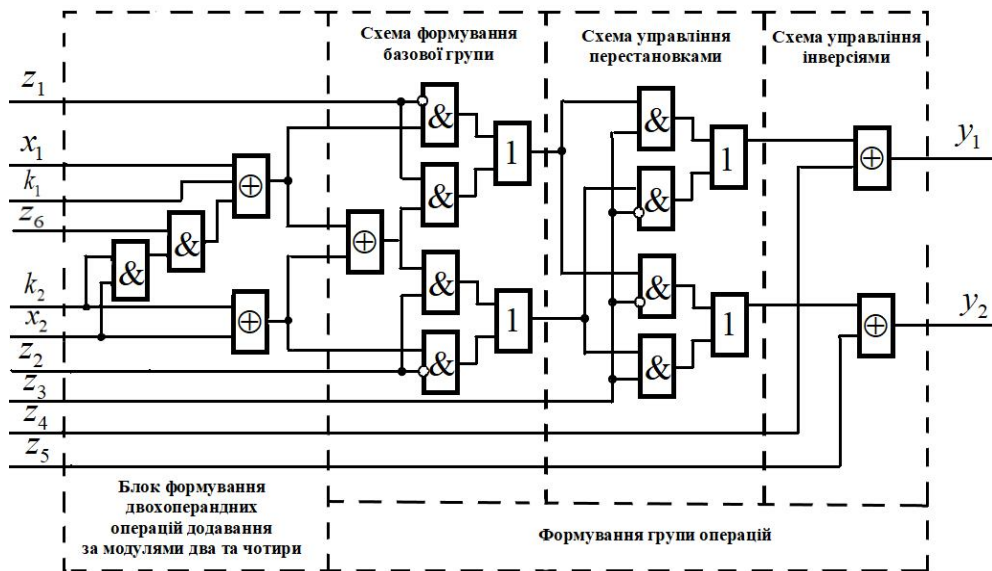 Схема формування
базової групи
Схема управління
перестановками
Схема управління
інверсіями
z₁
x₁
k₁
z₆
k₂
x₂
z₂
z₃
z₄
z₅
⊕
&
&
⊕
⊕
&
&
1
&
&
1
&
&
1
&
&
1
⊕
⊕
y₁
y₂
Блок формування
двохоперандних
операцій додавання
за модулями два та чотири
Формування групи операцій